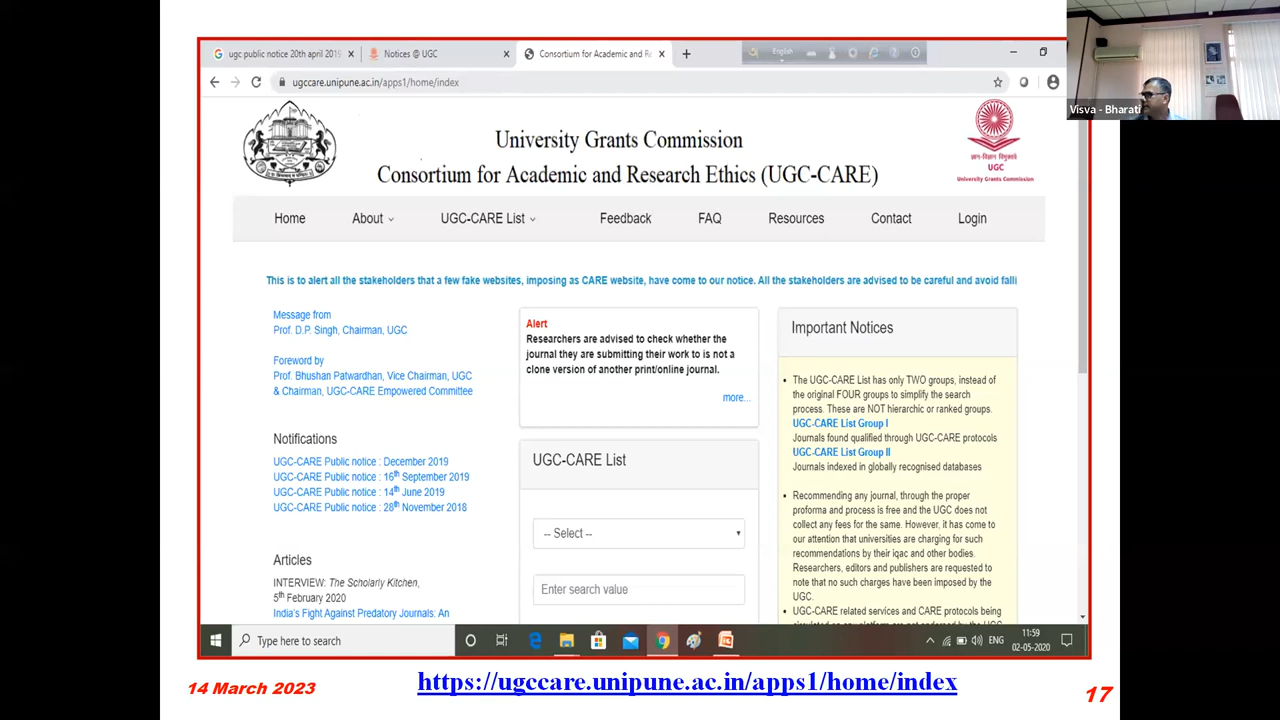 ugc public notice 20th april 2019
Notices @ UGC
Consortium for Academic and Re
English
ugccare.unipune.ac.in/apps1/home/index
Visva - Bharati
University Grants Commission
Consortium for Academic and Research Ethics (UGC-CARE)
ज्ञान-विज्ञान विमुक्तये
UGC
University Grants Commission
Home
About
UGC-CARE List
Feedback
FAQ
Resources
Contact
Login
This is to alert all the stakeholders that a few fake websites, imposing as CARE website, have come to our notice. All the stakeholders are advised to be careful and avoid falli
Message from
Prof. D.P. Singh, Chairman, UGC
Foreword by
Prof. Bhushan Patwardhan, Vice Chairman, UGC
& Chairman, UGC-CARE Empowered Committee
Notifications
UGC-CARE Public notice : December 2019
UGC-CARE Public notice : 16th September 2019
UGC-CARE Public notice : 14th June 2019
UGC-CARE Public notice : 28th November 2018
Articles
INTERVIEW: The Scholarly Kitchen,
5th February 2020
India's Fight Against Predatory Journals: An
Alert
Researchers are advised to check whether the
journal they are submitting their work to is not a
clone version of another print/online journal.
more...
UGC-CARE List
-- Select --
Enter search value
Important Notices
The UGC-CARE List has only TWO groups, instead of
the original FOUR groups to simplify the search
process. These are NOT hierarchic or ranked groups.
UGC-CARE List Group I
Journals found qualified through UGC-CARE protocols
UGC-CARE List Group II
Journals indexed in globally recognised databases
Recommending any journal, through the proper
proforma and process is free and the UGC does not
collect any fees for the same. However, it has come to
our attention that universities are charging for such
recommendations by their iqac and other bodies.
Researchers, editors and publishers are requested to
note that no such charges have been imposed by the
UGC.
UGC-CARE related services and CARE protocols being
Type here to search
ENG
11:59
02-05-2020
14 March 2023
https://ugccare.unipune.ac.in/apps1/home/index
17